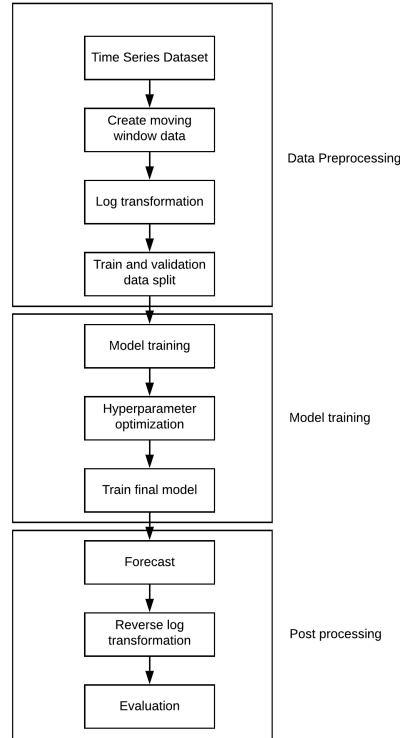 Time Series Dataset
Create moving
window data
Data Preprocessing
Log transformation
Train and validation
data split
Model training
Hyperparameter
optimization
Model training
Train final model
Forecast
Reverse log
transformation
Post processing
Evaluation